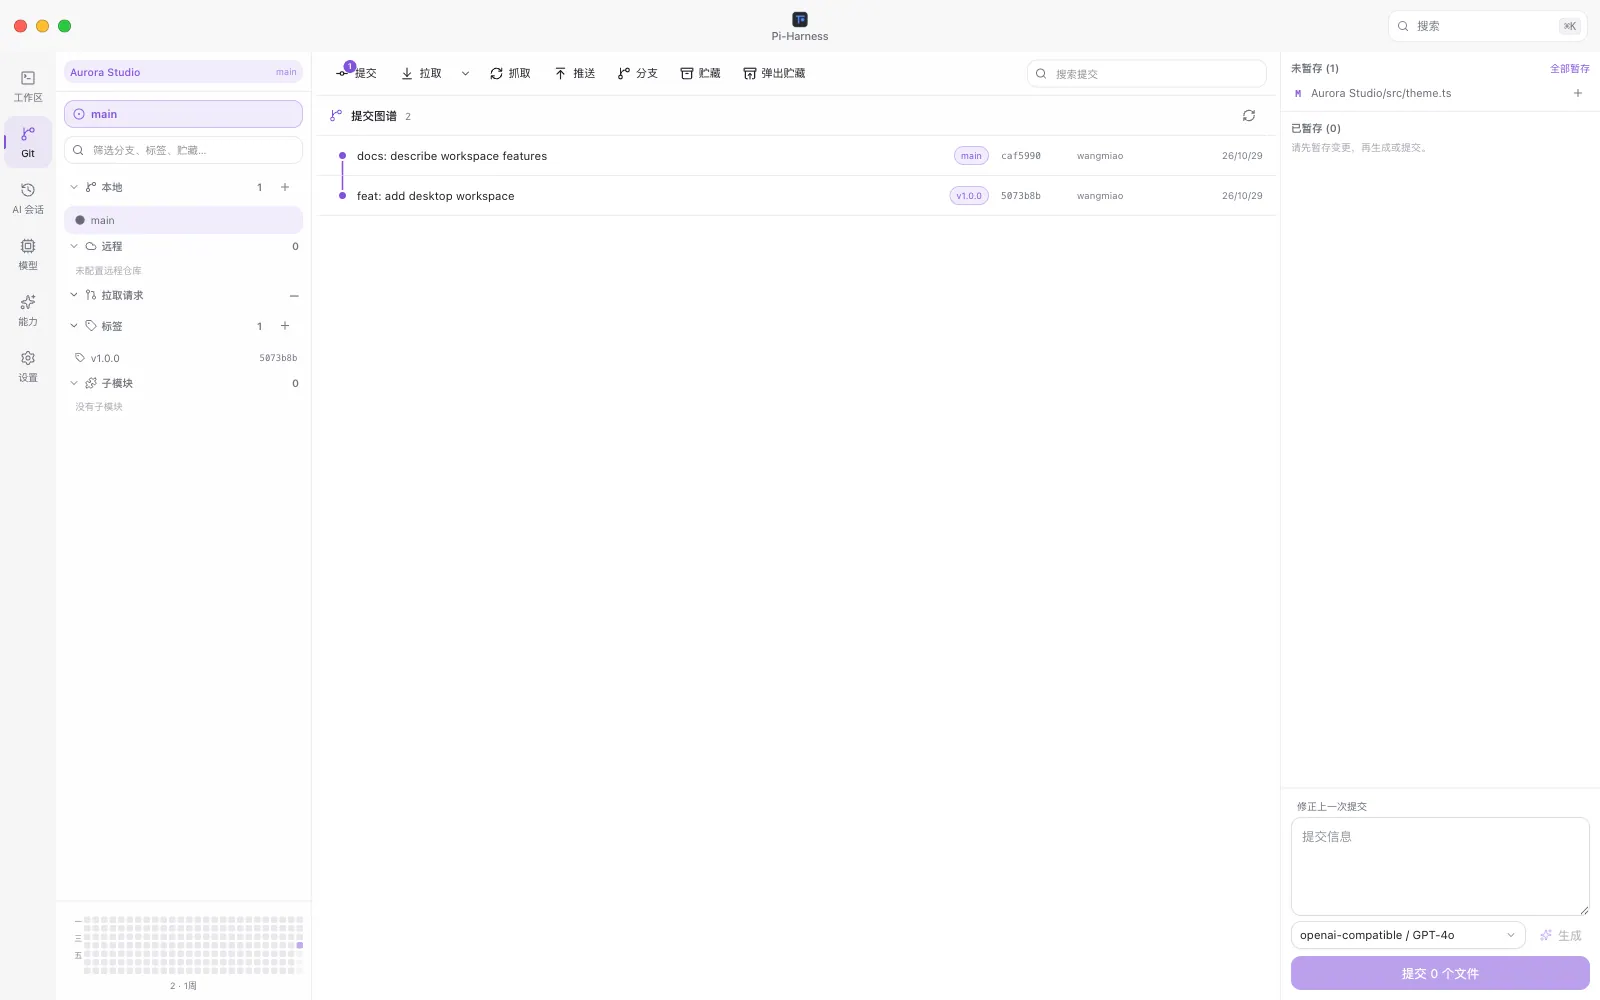 Pi-Harness
搜索
⌘K
工作区
Git
AI 会话
模型
能力
设置
Aurora Studio
main
main
筛选分支、标签、贮藏...
本地
1
main
远程
0
未配置远程仓库
拉取请求
标签
1
v1.0.0
5073b8b
子模块
0
没有子模块
一
三
五
2 · 1周
1
提交
拉取
抓取
推送
分支
贮藏
弹出贮藏
搜索提交
提交图谱 2
docs: describe workspace features
main
caf5990
wangmiao
26/10/29
feat: add desktop workspace
v1.0.0
5073b8b
wangmiao
26/10/29
未暂存 (1)
全部暂存
M Aurora Studio/src/theme.ts
已暂存 (0)
请先暂存变更，再生成或提交。
修正上一次提交
提交信息
openai-compatible / GPT-4o
生成
提交 0 个文件